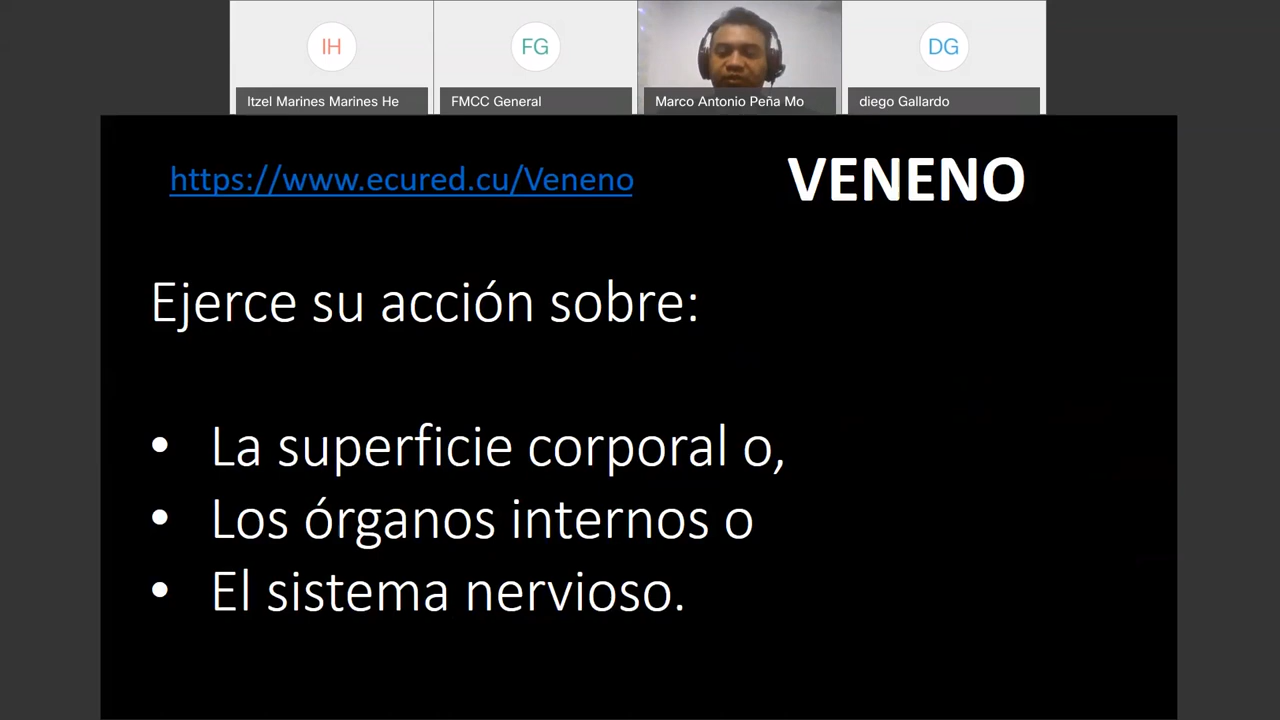 IH
FG
DG
Itzel Marines Marines He
FMCC General
Marco Antonio Peña Mo
diego Gallardo
https://www.ecured.cu/Veneno
VENENO
Ejerce su acción sobre:
• La superficie corporal o,
• Los órganos internos o
• El sistema nervioso.